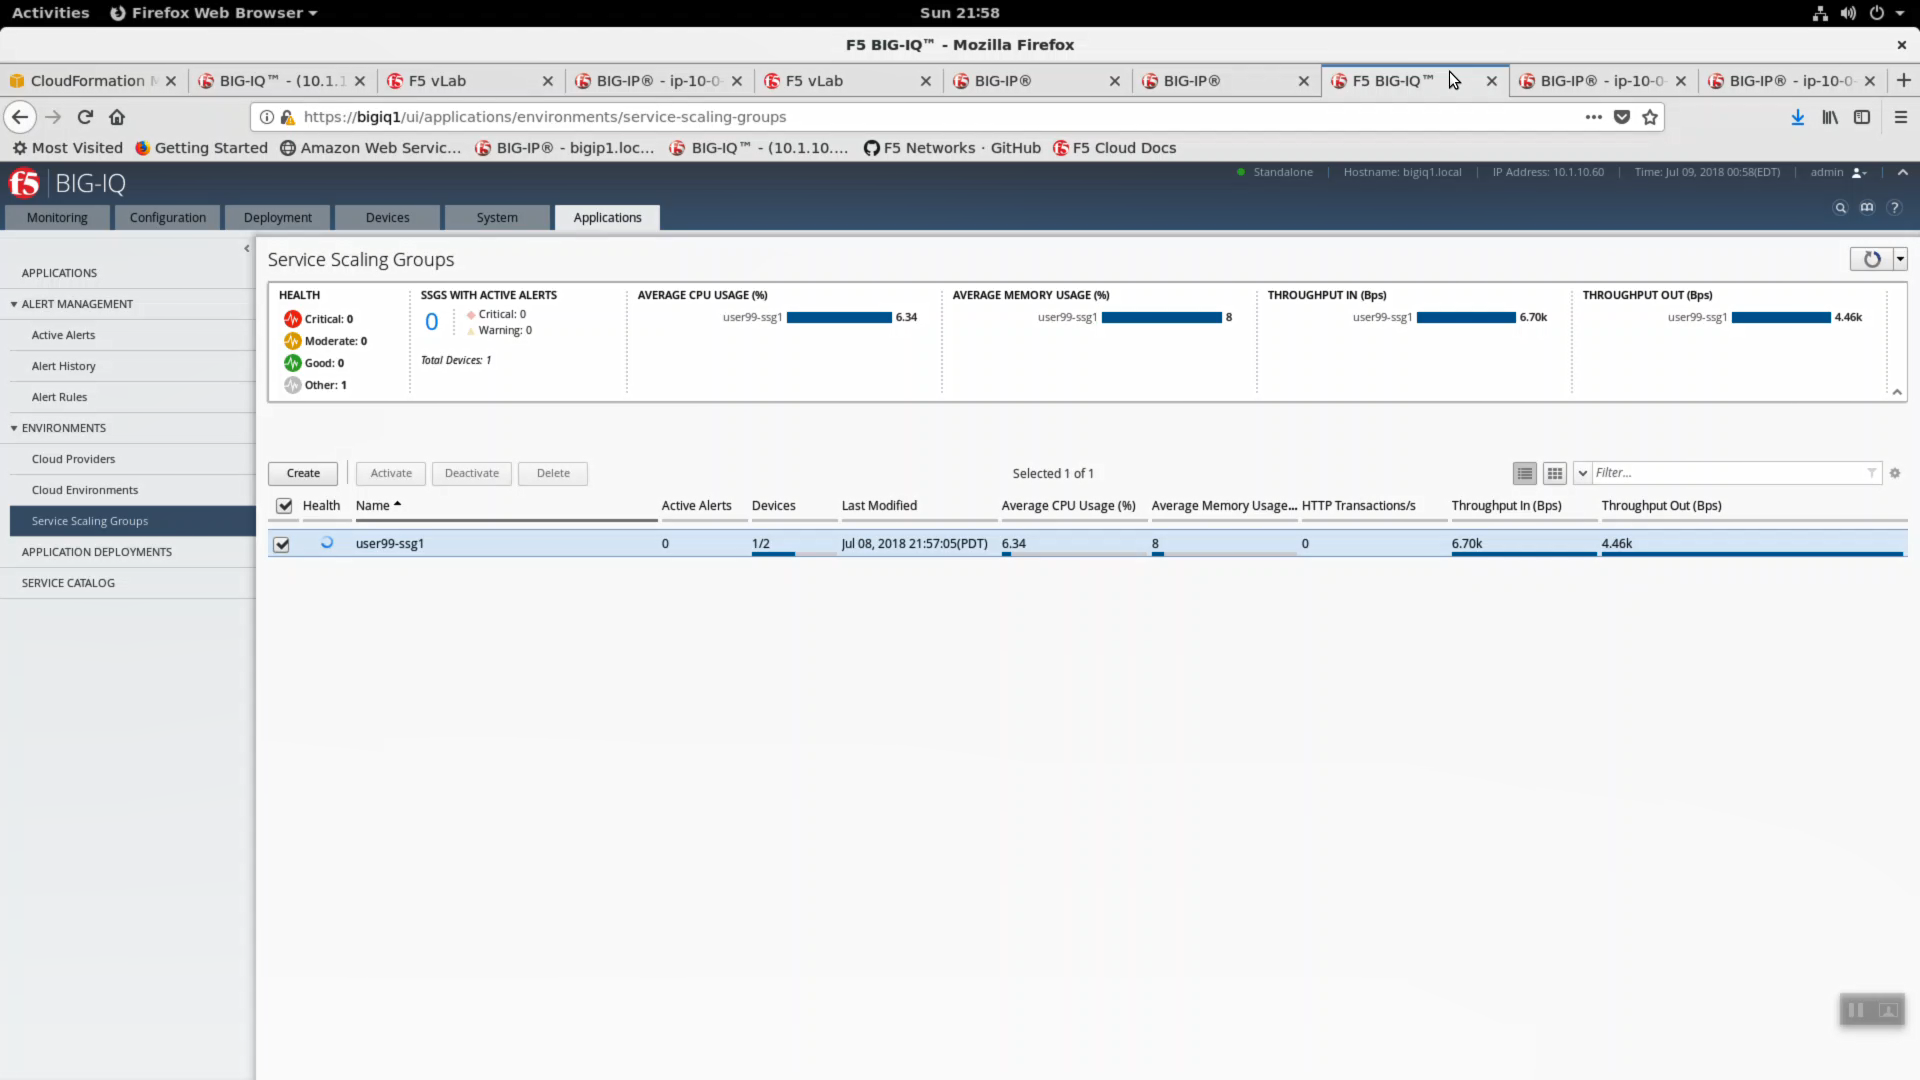 Activities Firefox Web Browser Sun 21:58
F5 BIG-IQ™ - Mozilla Firefox
CloudFormation BIG-IQ™ - (10.1.1 F5 vLab BIG-IP® - ip-10-0- F5 vLab BIG-IP® BIG-IP® F5 BIG-IQ™ BIG-IP® - ip-10-0- BIG-IP® - ip-10-0-
https://bigiq1/ui/applications/environments/service-scaling-groups
Most Visited Getting Started Amazon Web Servic... BIG-IP® - bigip1.loc... BIG-IQ™ - (10.1.10.... F5 Networks · GitHub F5 Cloud Docs
f5 BIG-IQ Standalone Hostname: bigiq1.local IP Address: 10.1.10.60 Time: Jul 09, 2018 00:58(EDT) admin
Monitoring Configuration Deployment Devices System Applications
APPLICATIONS
ALERT MANAGEMENT
Active Alerts
Alert History
Alert Rules
ENVIRONMENTS
Cloud Providers
Cloud Environments
Service Scaling Groups
APPLICATION DEPLOYMENTS
SERVICE CATALOG
Service Scaling Groups
HEALTH
Critical: 0
Moderate: 0
Good: 0
Other: 1
SSGS WITH ACTIVE ALERTS
0
Critical: 0
Warning: 0
Total Devices: 1
AVERAGE CPU USAGE (%)
user99-ssg1 6.34
AVERAGE MEMORY USAGE (%)
user99-ssg1 8
THROUGHPUT IN (Bps)
user99-ssg1 6.70k
THROUGHPUT OUT (Bps)
user99-ssg1 4.46k
Create Activate Deactivate Delete Selected 1 of 1 Filter...
Health Name Active Alerts Devices Last Modified Average CPU Usage (%) Average Memory Usage... HTTP Transactions/s Throughput In (Bps) Throughput Out (Bps)
user99-ssg1 0 1/2 Jul 08, 2018 21:57:05(PDT) 6.34 8 0 6.70k 4.46k